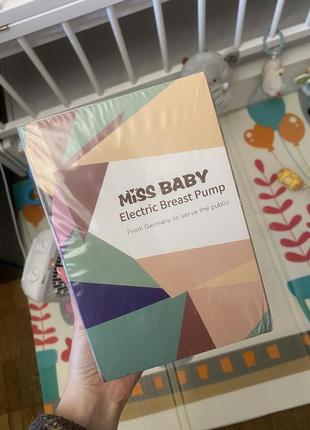 MISS BABY
Electric Breast Pump
From Germany to serve the public